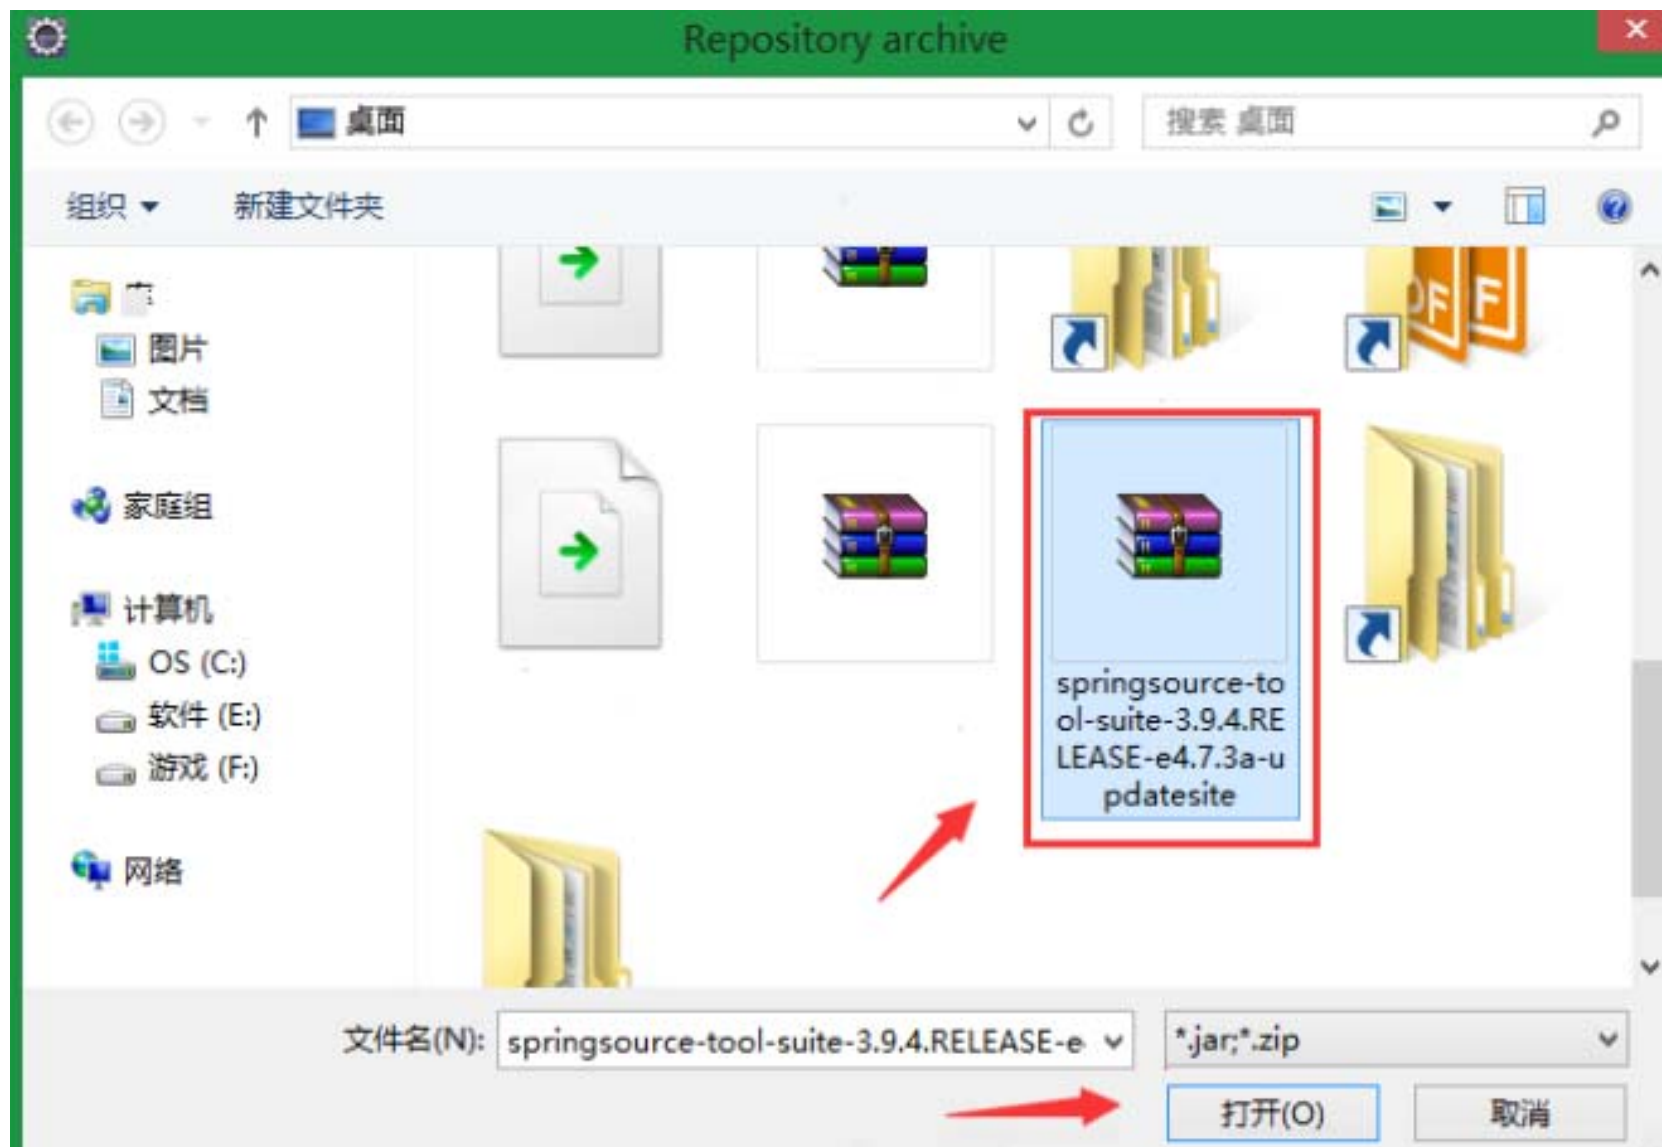 Repository archive
桌面
搜索 桌面
组织
新建文件夹
图片
文档
家庭组
计算机
OS (C:)
软件 (E:)
游戏 (F:)
网络
springsource-to
ol-suite-3.9.4.RE
LEASE-e4.7.3a-u
pdatesite
文件名(N):
springsource-tool-suite-3.9.4.RELEASE-e
*.jar;*.zip
打开(O)
取消